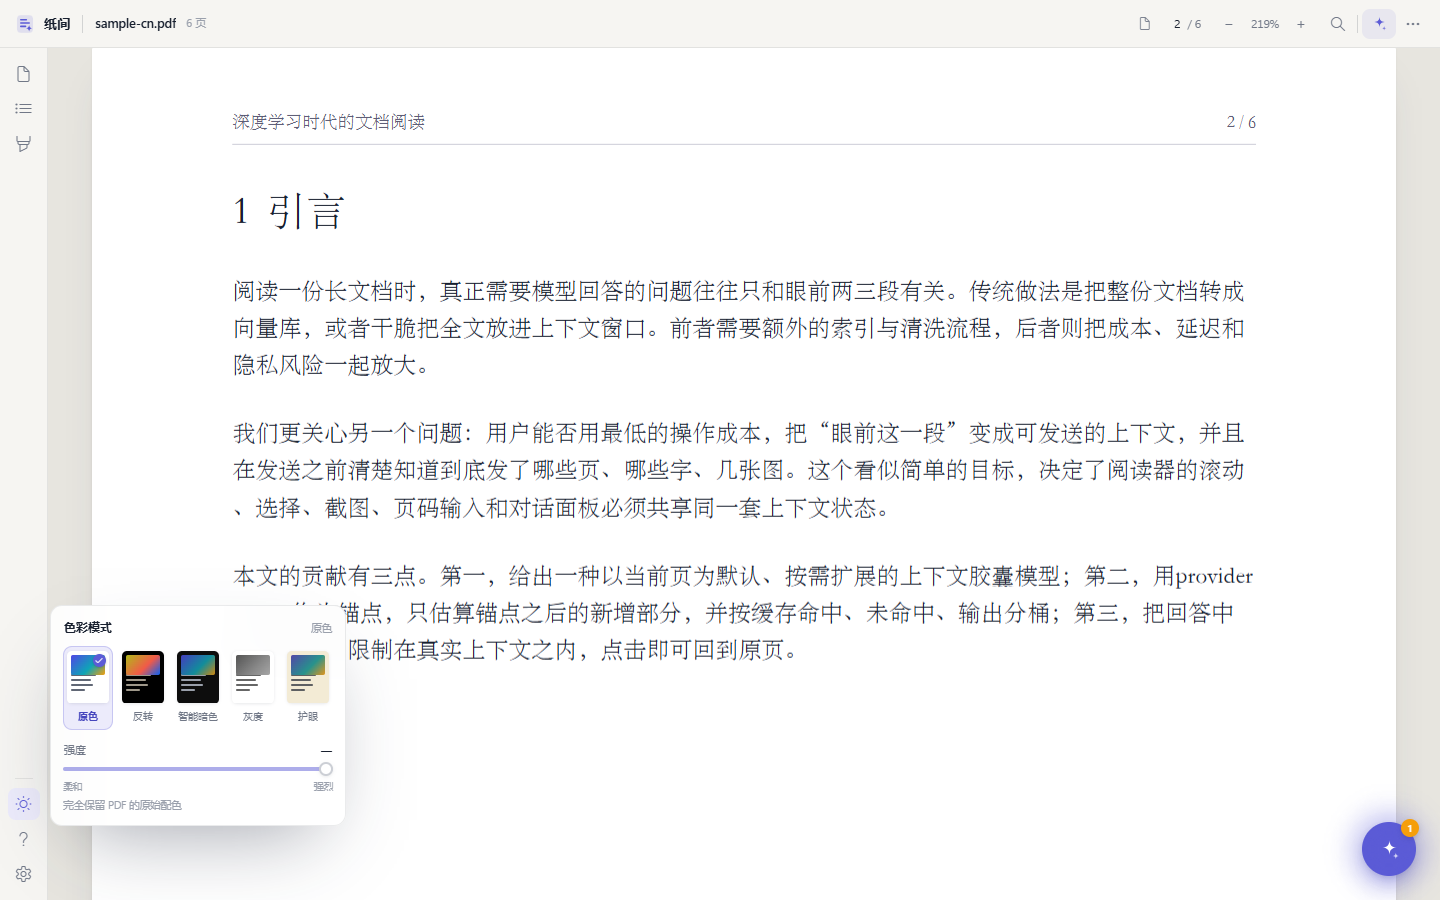 纸间
sample-cn.pdf 6 页
2 / 6
219%
深度学习时代的文档阅读
2 / 6
1 引言
阅读一份长文档时，真正需要模型回答的问题往往只和眼前两三段有关。传统做法是把整份文档转成
向量库，或者干脆把全文放进上下文窗口。前者需要额外的索引与清洗流程，后者则把成本、延迟和
隐私风险一起放大。
我们更关心另一个问题：用户能否用最低的操作成本，把“眼前这一段”变成可发送的上下文，并且
在发送之前清楚知道到底发了哪些页、哪些字、几张图。这个看似简单的目标，决定了阅读器的滚动
、选择、截图、页码输入和对话面板必须共享同一套上下文状态。
本文的贡献有三点。第一，给出一种以当前页为默认、按需扩展的上下文胶囊模型；第二，用provider
锚点，只估算锚点之后的新增部分，并按缓存命中、未命中、输出分桶；第三，把回答中
限制在真实上下文之内，点击即可回到原页。
色彩模式
原色
原色
反转
智能暗色
灰度
护眼
强度
—
柔和
强烈
完全保留 PDF 的原始配色
1